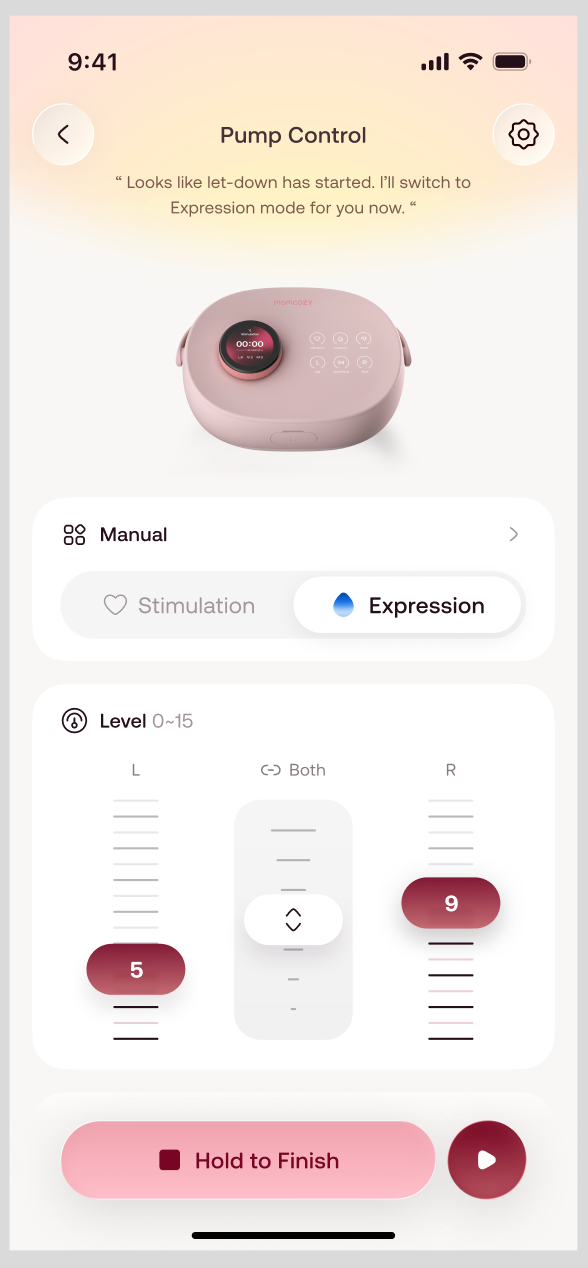 9:41
Pump Control
“ Looks like let-down has started. I’ll switch to
Expression mode for you now. “
momcozy
Stimulation
00:00
Manual
Stimulation
Expression
Level 0~15
L
Both
R
9
5
Hold to Finish